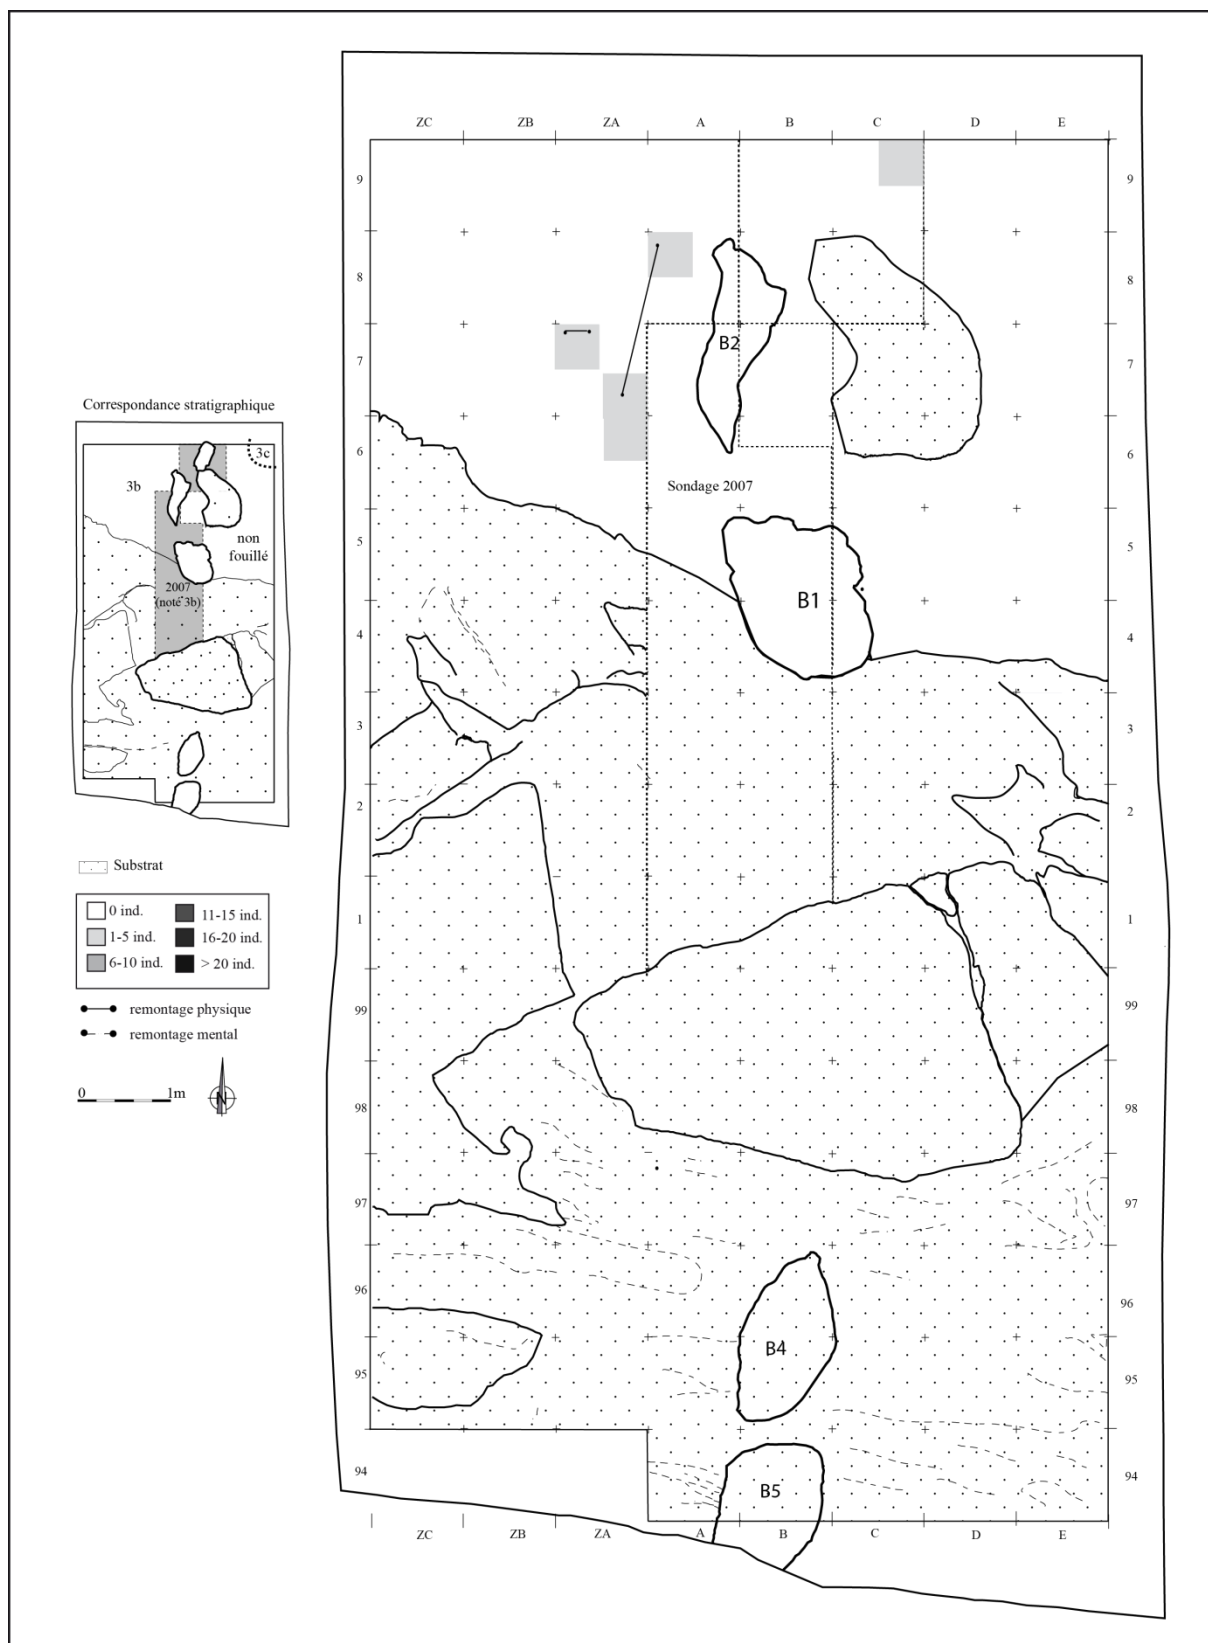 ZC ZB ZA A B C D E
9 9
8 8
B2
7 7
Correspondance stratigraphique
3c
6 6
3b
Sondage 2007
non
fouillé
5 5
2007
(noté 3b)
B1
4 4
3 3
2 2
Substrat
0 ind. 11-15 ind.
1-5 ind. 16-20 ind.
6-10 ind. > 20 ind.
1 1
remontage physique
remontage mental
99 99
0 1m
N
98 98
97 97
96 96
B4
95 95
94 94
B5
ZC ZB ZA A B C D E